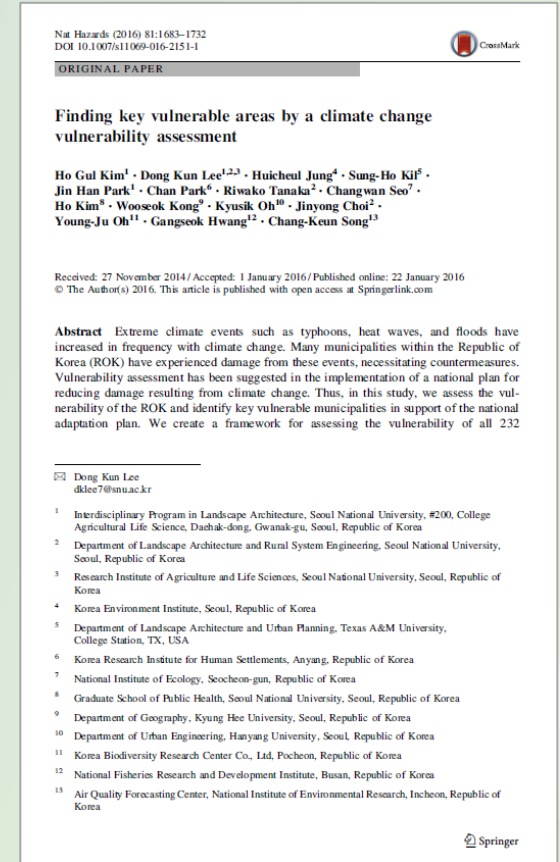 Nat Hazards (2016) 81:1683–1732
DOI 10.1007/s11069-016-2151-1
CrossMark
ORIGINAL PAPER
Finding key vulnerable areas by a climate change
vulnerability assessment
Ho Gul Kim¹ · Dong Kun Lee¹,²,³ · Huicheul Jung⁴ · Sung-Ho Kil⁵ ·
Jin Han Park¹ · Chan Park⁶ · Riwako Tanaka² · Changwan Seo⁷ ·
Ho Kim⁸ · Wooseok Kong⁹ · Kyusik Oh¹⁰ · Jinyong Choi² ·
Young-Ju Oh¹¹ · Gangseok Hwang¹² · Chang-Keun Song¹³
Received: 27 November 2014 / Accepted: 1 January 2016 / Published online: 22 January 2016
© The Author(s) 2016. This article is published with open access at Springerlink.com
Abstract Extreme climate events such as typhoons, heat waves, and floods have
increased in frequency with climate change. Many municipalities within the Republic of
Korea (ROK) have experienced damage from these events, necessitating countermeasures.
Vulnerability assessment has been suggested in the implementation of a national plan for
reducing damage resulting from climate change. Thus, in this study, we assess the vul-
nerability of the ROK and identify key vulnerable municipalities in support of the national
adaptation plan. We create a framework for assessing the vulnerability of all 232
✉ Dong Kun Lee
dklee7@snu.ac.kr
¹ Interdisciplinary Program in Landscape Architecture, Seoul National University, #200, College
Agricultural Life Science, Daehak-dong, Gwanak-gu, Seoul, Republic of Korea
² Department of Landscape Architecture and Rural System Engineering, Seoul National University,
Seoul, Republic of Korea
³ Research Institute of Agriculture and Life Sciences, Seoul National University, Seoul, Republic of
Korea
⁴ Korea Environment Institute, Seoul, Republic of Korea
⁵ Department of Landscape Architecture and Urban Planning, Texas A&M University,
College Station, TX, USA
⁶ Korea Research Institute for Human Settlements, Anyang, Republic of Korea
⁷ National Institute of Ecology, Seocheon-gun, Republic of Korea
⁸ Graduate School of Public Health, Seoul National University, Seoul, Republic of Korea
⁹ Department of Geography, Kyung Hee University, Seoul, Republic of Korea
¹⁰ Department of Urban Engineering, Hanyang University, Seoul, Republic of Korea
¹¹ Korea Biodiversity Research Center Co., Ltd, Pocheon, Republic of Korea
¹² National Fisheries Research and Development Institute, Busan, Republic of Korea
¹³ Air Quality Forecasting Center, National Institute of Environmental Research, Incheon, Republic of
Korea
Springer